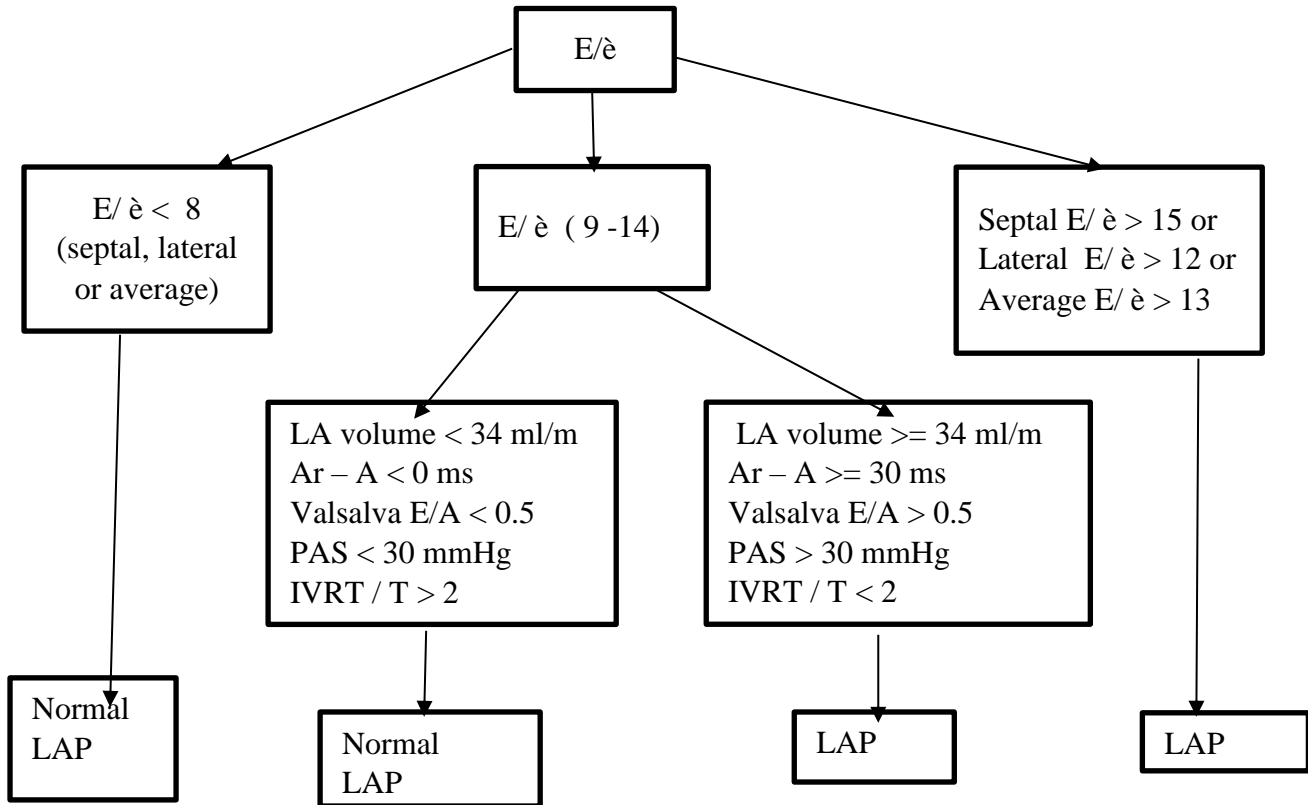 E/è
E/ è < 8
(septal, lateral
or average)
E/ è ( 9 -14)
Septal E/ è > 15 or
Lateral E/ è > 12 or
Average E/ è > 13
LA volume < 34 ml/m
Ar – A < 0 ms
Valsalva E/A < 0.5
PAS < 30 mmHg
IVRT / T > 2
LA volume >= 34 ml/m
Ar – A >= 30 ms
Valsalva E/A > 0.5
PAS > 30 mmHg
IVRT / T < 2
Normal
LAP
Normal
LAP
LAP
LAP